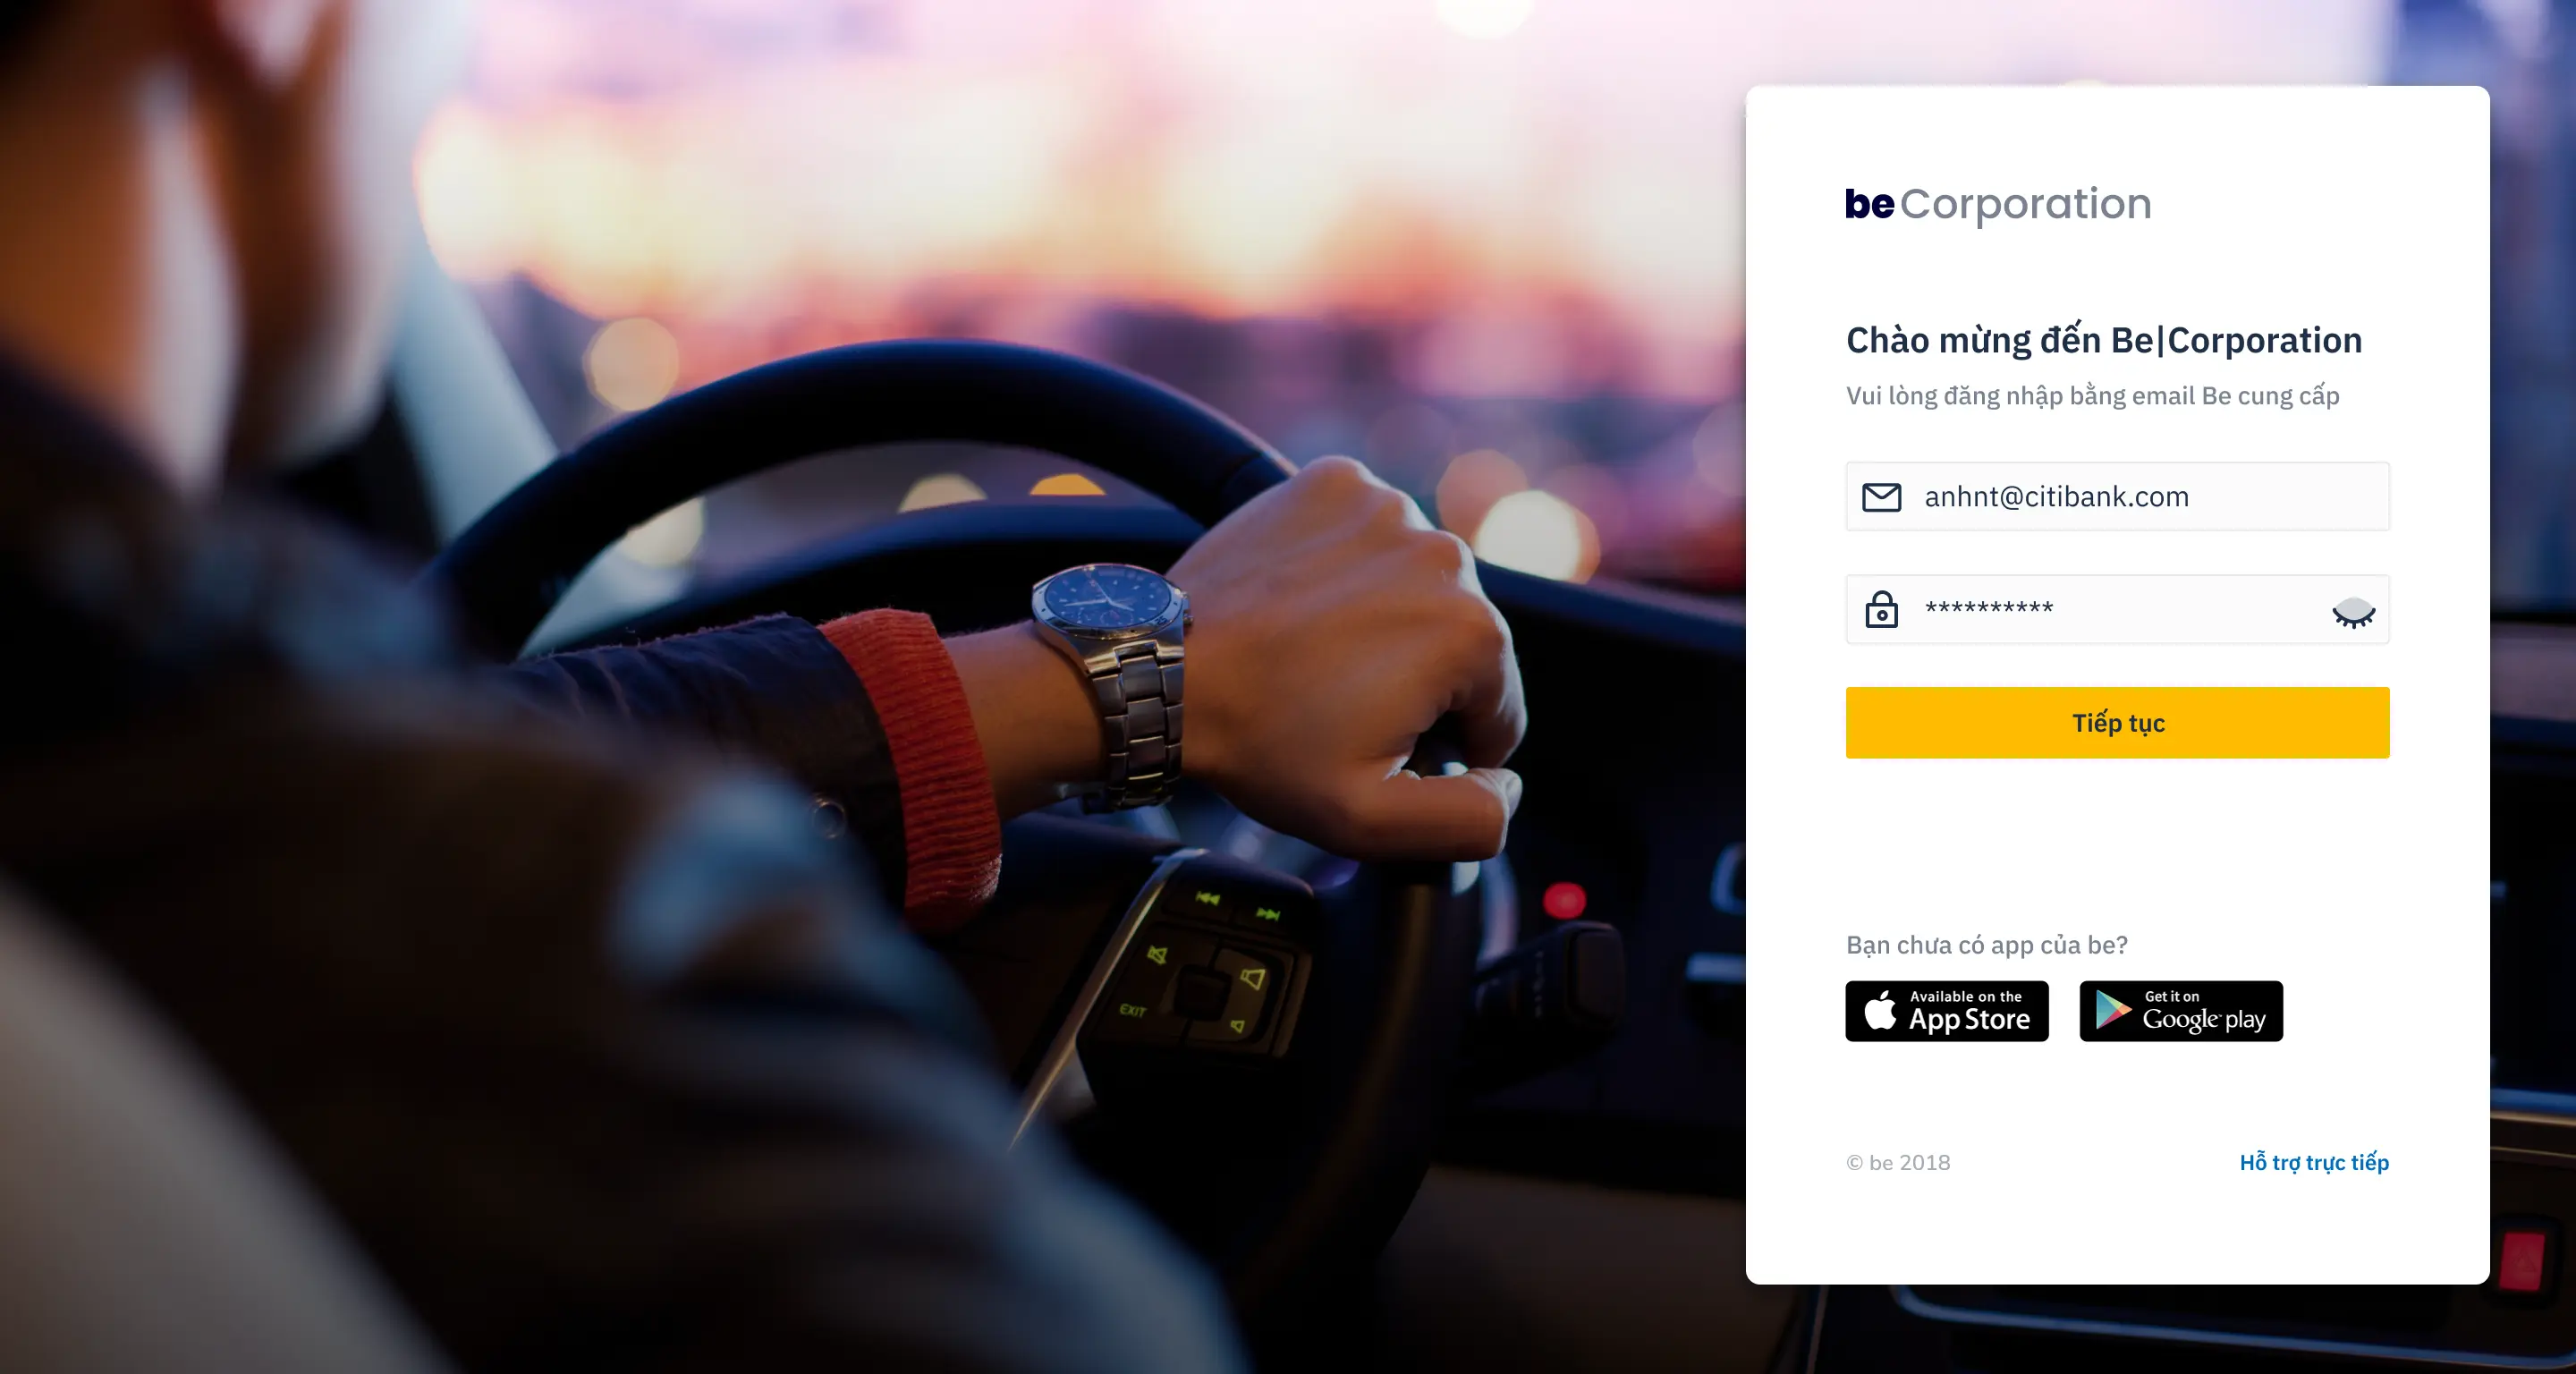 be Corporation
Chào mừng đến Be|Corporation
Vui lòng đăng nhập bằng email Be cung cấp
anhnt@citibank.com
**********
Tiếp tục
EXIT
Bạn chưa có app của be?
Available on the
App Store
Get it on
Google play
© be 2018
Hỗ trợ trực tiếp